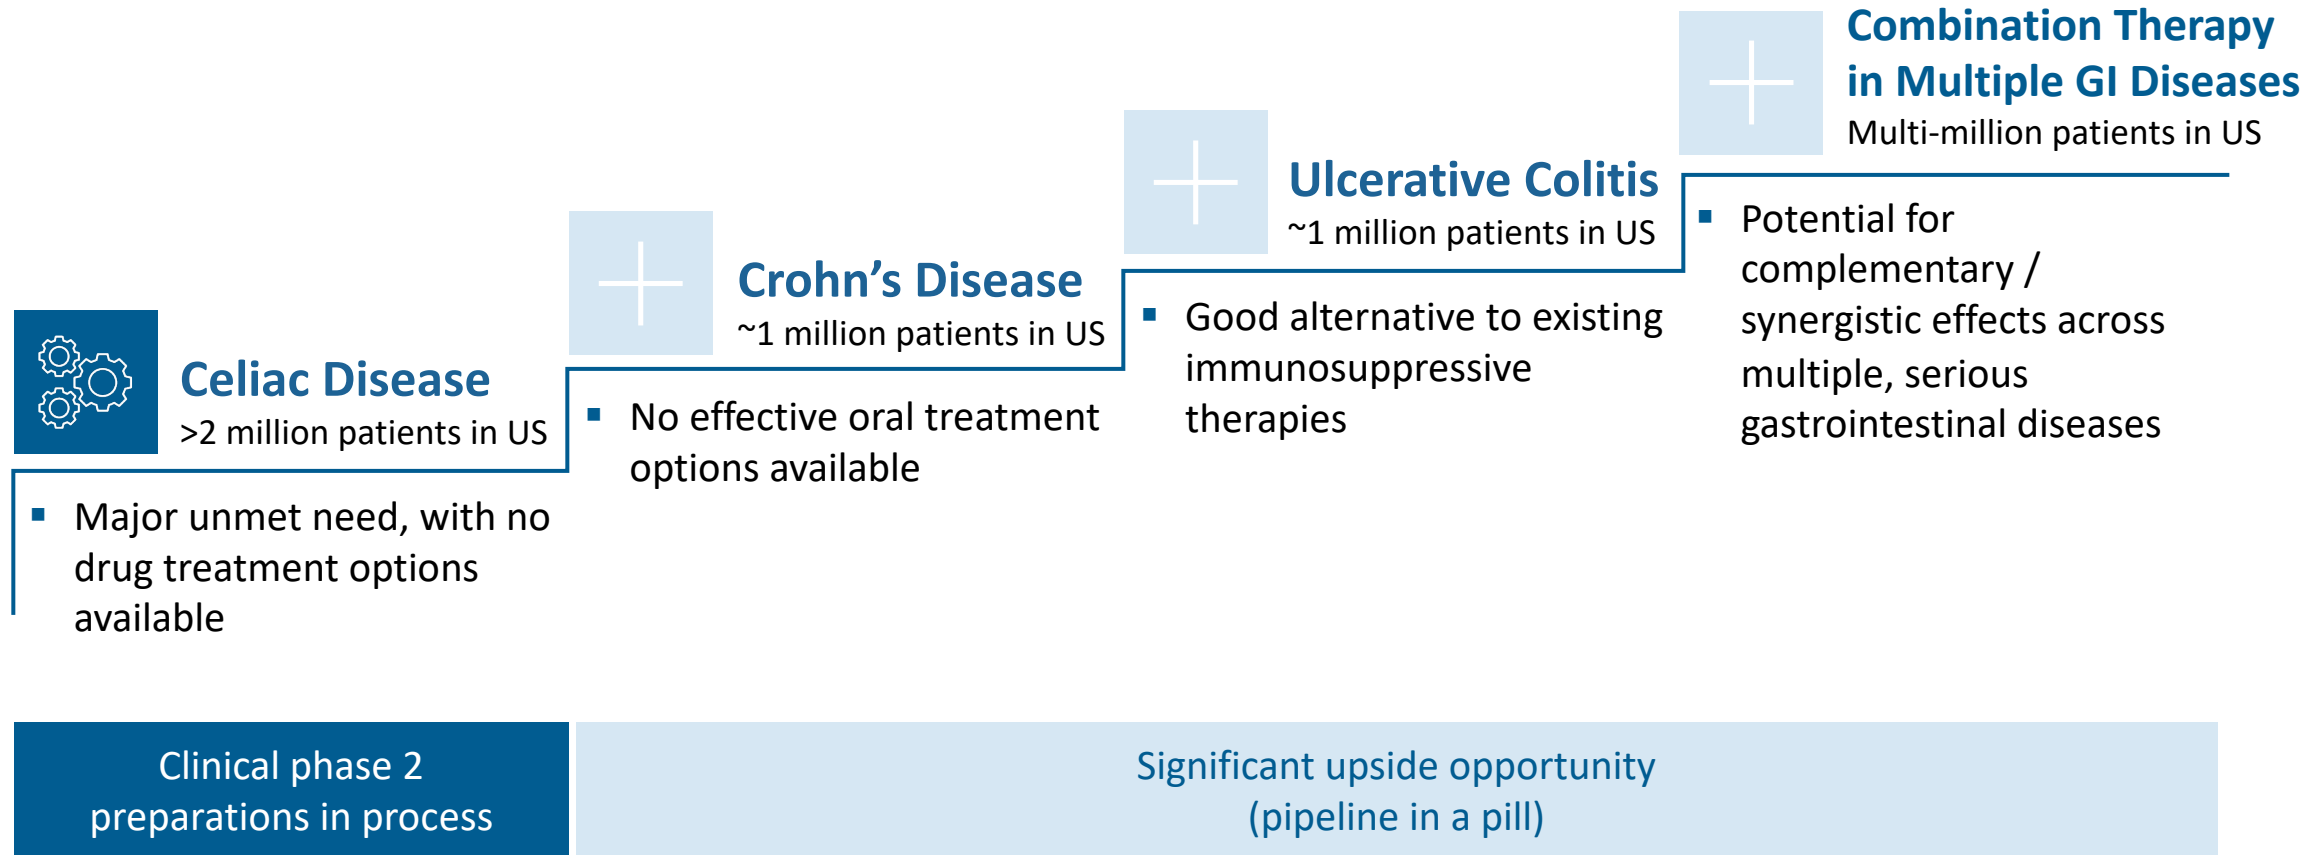 Celiac Disease
>2 million patients in US
▪ Major unmet need, with no
drug treatment options
available
Crohn’s Disease
~1 million patients in US
▪ No effective oral treatment
options available
Ulcerative Colitis
~1 million patients in US
▪ Good alternative to existing
immunosuppressive
therapies
Combination Therapy
in Multiple GI Diseases
Multi-million patients in US
▪ Potential for
complementary /
synergistic effects across
multiple, serious
gastrointestinal diseases
Clinical phase 2
preparations in process
Significant upside opportunity
(pipeline in a pill)